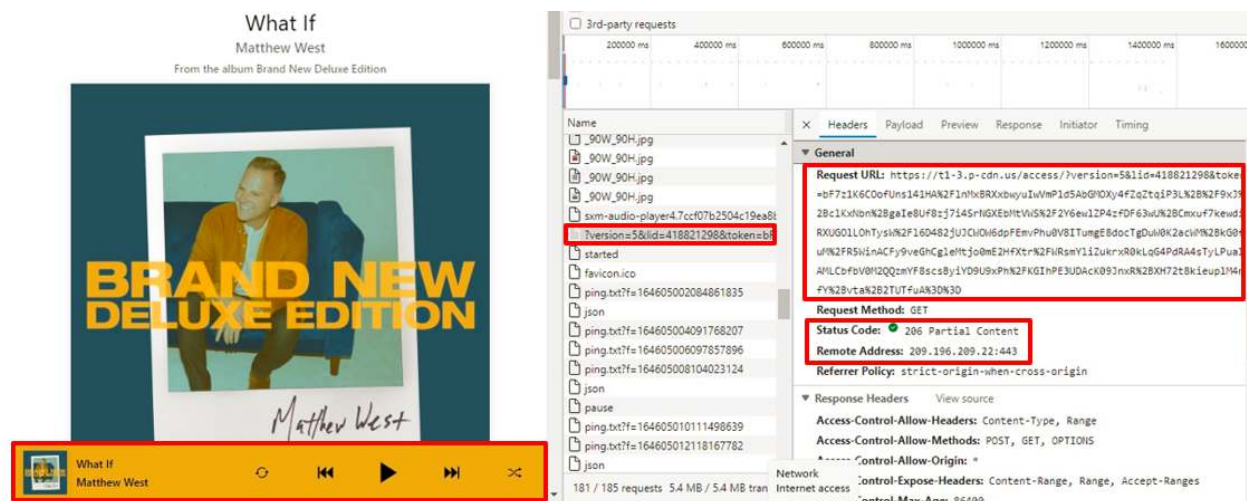 What If
Matthew West
From the album Brand New Deluxe Edition
BRAND NEW
DELUXE EDITION
Matthew West
What If
Matthew West
3rd-party requests
200000 ms 400000 ms 600000 ms 800000 ms 1000000 ms 1200000 ms 1400000 ms
Name
_90W_90H.jpg
_90W_90H.jpg
_90W_90H.jpg
_90W_90H.jpg
sxm-audio-player4.7ccf07b2504c19ea8
?version=5&lid=418821298&token=bF
started
favicon.ico
ping.txt?f=164605002084861835
json
ping.txt?f=164605004091768207
ping.txt?f=164605006097857896
ping.txt?f=164605008104023124
json
pause
ping.txt?f=164605010111498639
ping.txt?f=164605012118167782
json
181 / 185 requests 5.4 MB / 5.4 MB tran
Network
Internet access
× Headers Payload Preview Response Initiator Timing
General
Request URL: https://t1-3.p-cdn.us/access/?version=5&lid=418821298&token
Request Method: GET
Status Code: 206 Partial Content
Remote Address: 209.196.209.22:443
Referrer Policy: strict-origin-when-cross-origin
Response Headers View source
Access-Control-Allow-Headers: Content-Type, Range
Access-Control-Allow-Methods: POST, GET, OPTIONS
Access-Control-Allow-Origin: *
Control-Expose-Headers: Content-Range, Range, Accept-Ranges
Control-Max-Age: 86400